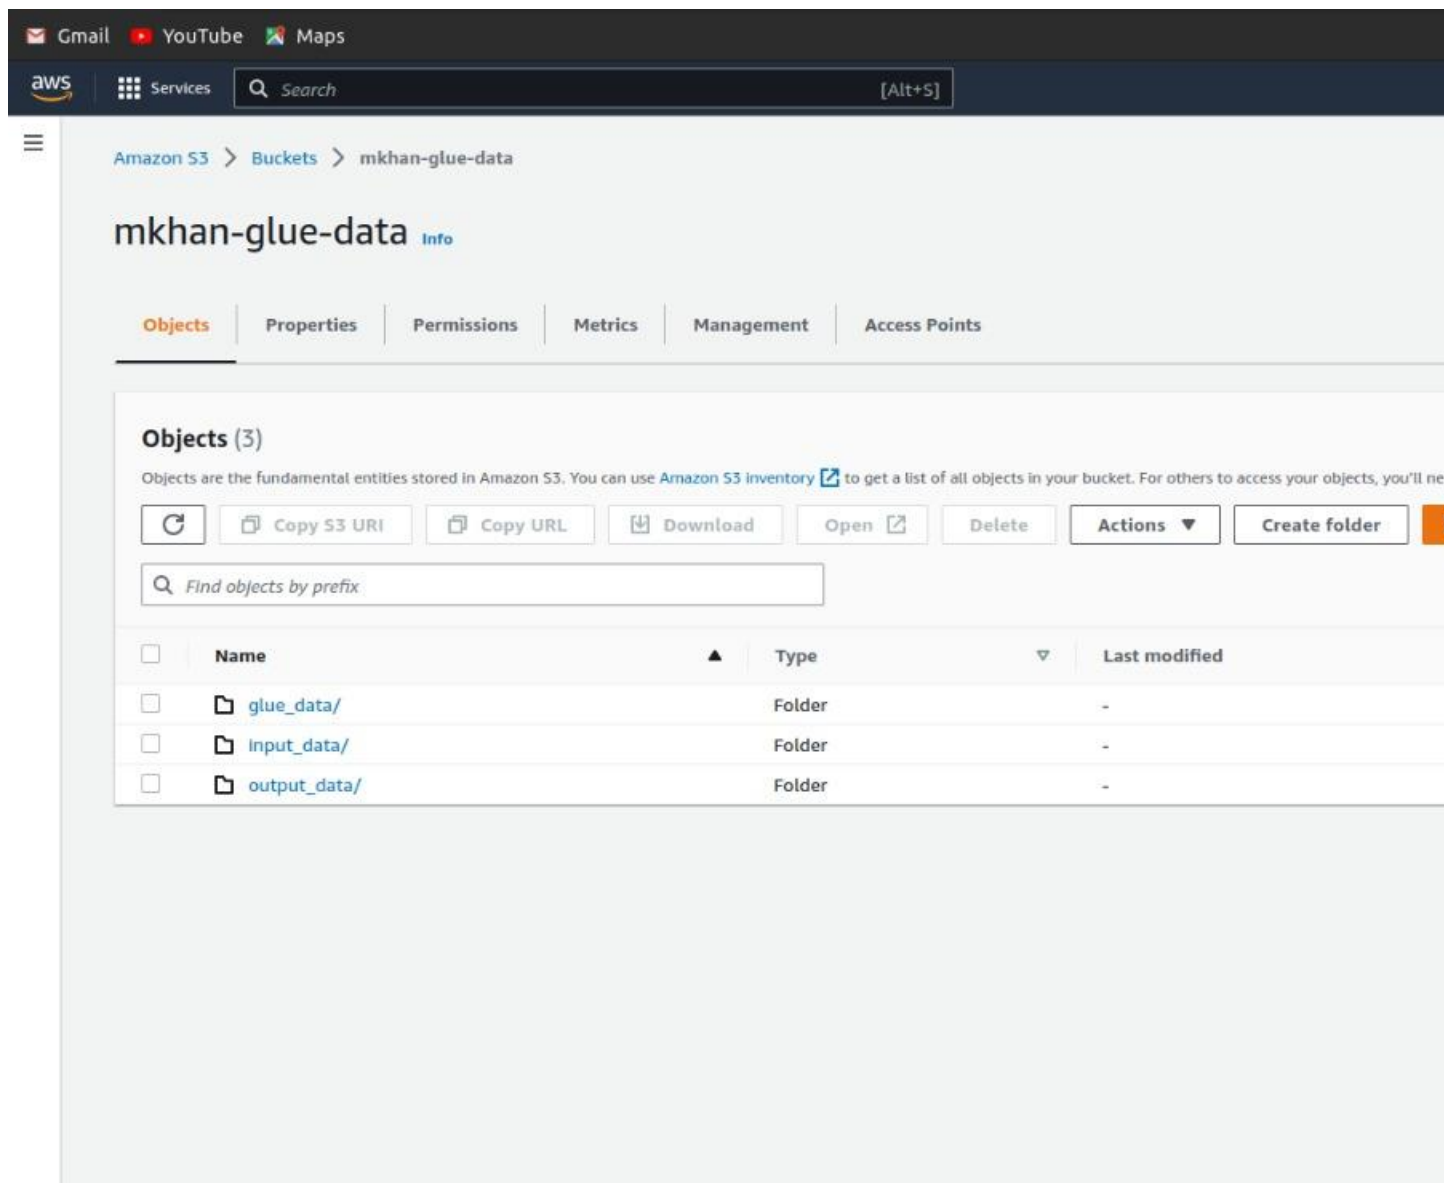 Gmail YouTube Maps
aws Services Search [Alt+S]
Amazon S3 > Buckets > mkhan-glue-data
mkhan-glue-data Info
Objects Properties Permissions Metrics Management Access Points
Objects (3)
Objects are the fundamental entities stored in Amazon S3. You can use Amazon S3 inventory to get a list of all objects in your bucket. For others to access your objects, you'll ne
Copy S3 URI Copy URL Download Open Delete Actions Create folder
Find objects by prefix
Name Type Last modified
glue_data/ Folder -
input_data/ Folder -
output_data/ Folder -